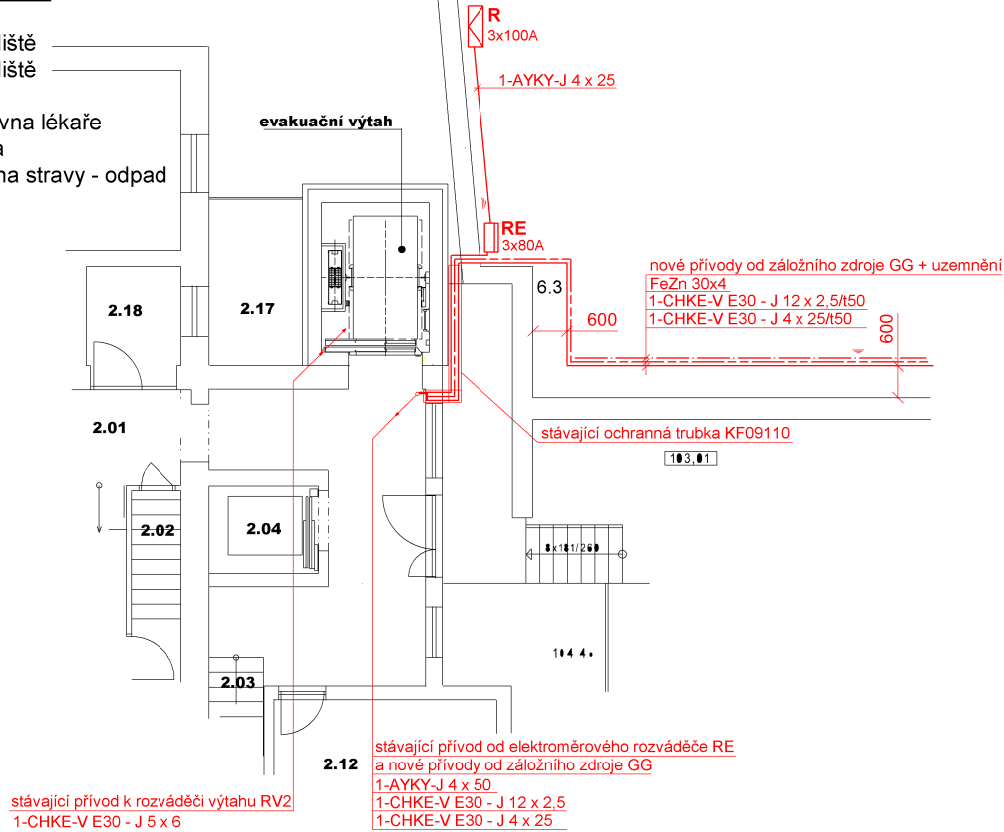 iště
iště
vna lékaře
a
na stravy - odpad
R
3x100A
1-AYKY-J 4 x 25
evakuační výtah
RE
3x80A
nové přívody od záložního zdroje GG + uzemnění
FeZn 30x4
1-CHKE-V E30 - J 12 x 2,5/t50
1-CHKE-V E30 - J 4 x 25/t50
6.3
600
600
2.18
2.17
2.01
stávající ochranná trubka KF09110
103,01
2.02
2.04
8x181/260
104 4.
2.03
2.12
stávající přívod od elektroměrového rozváděče RE
a nové přívody od záložního zdroje GG
1-AYKY-J 4 x 50
1-CHKE-V E30 - J 12 x 2,5
1-CHKE-V E30 - J 4 x 25
stávající přívod k rozváděči výtahu RV2
1-CHKE-V E30 - J 5 x 6